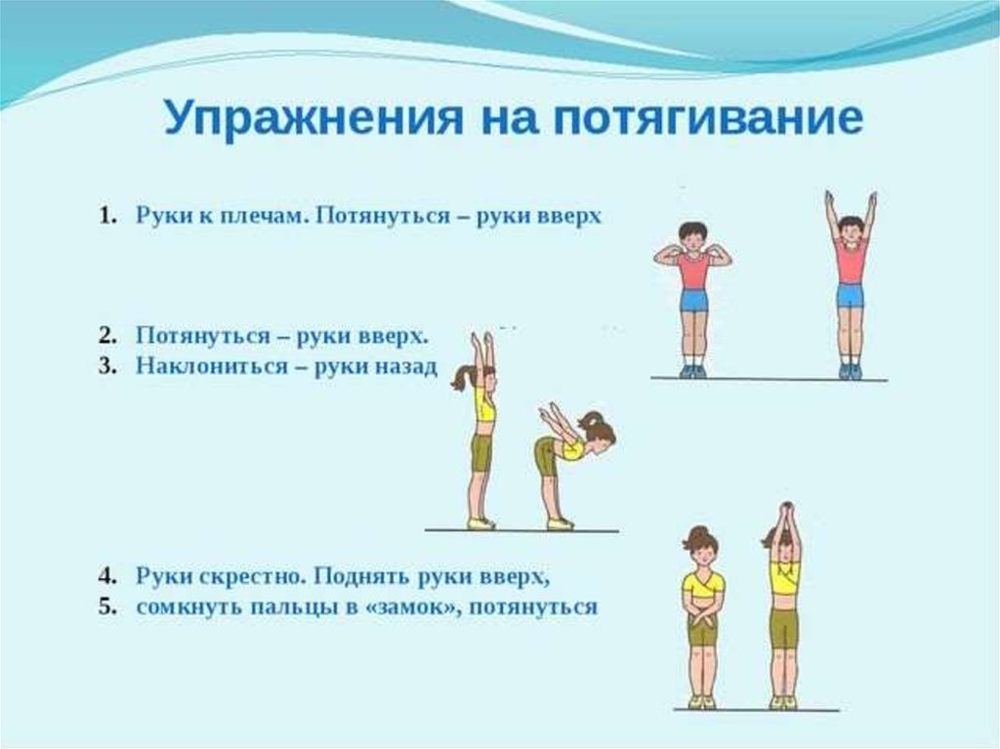 Упражнения на потягивание
1. Руки к плечам. Потянуться – руки вверх
2. Потянуться – руки вверх.
3. Наклониться – руки назад
4. Руки скрестно. Поднять руки вверх,
5. сомкнуть пальцы в «замок», потянуться